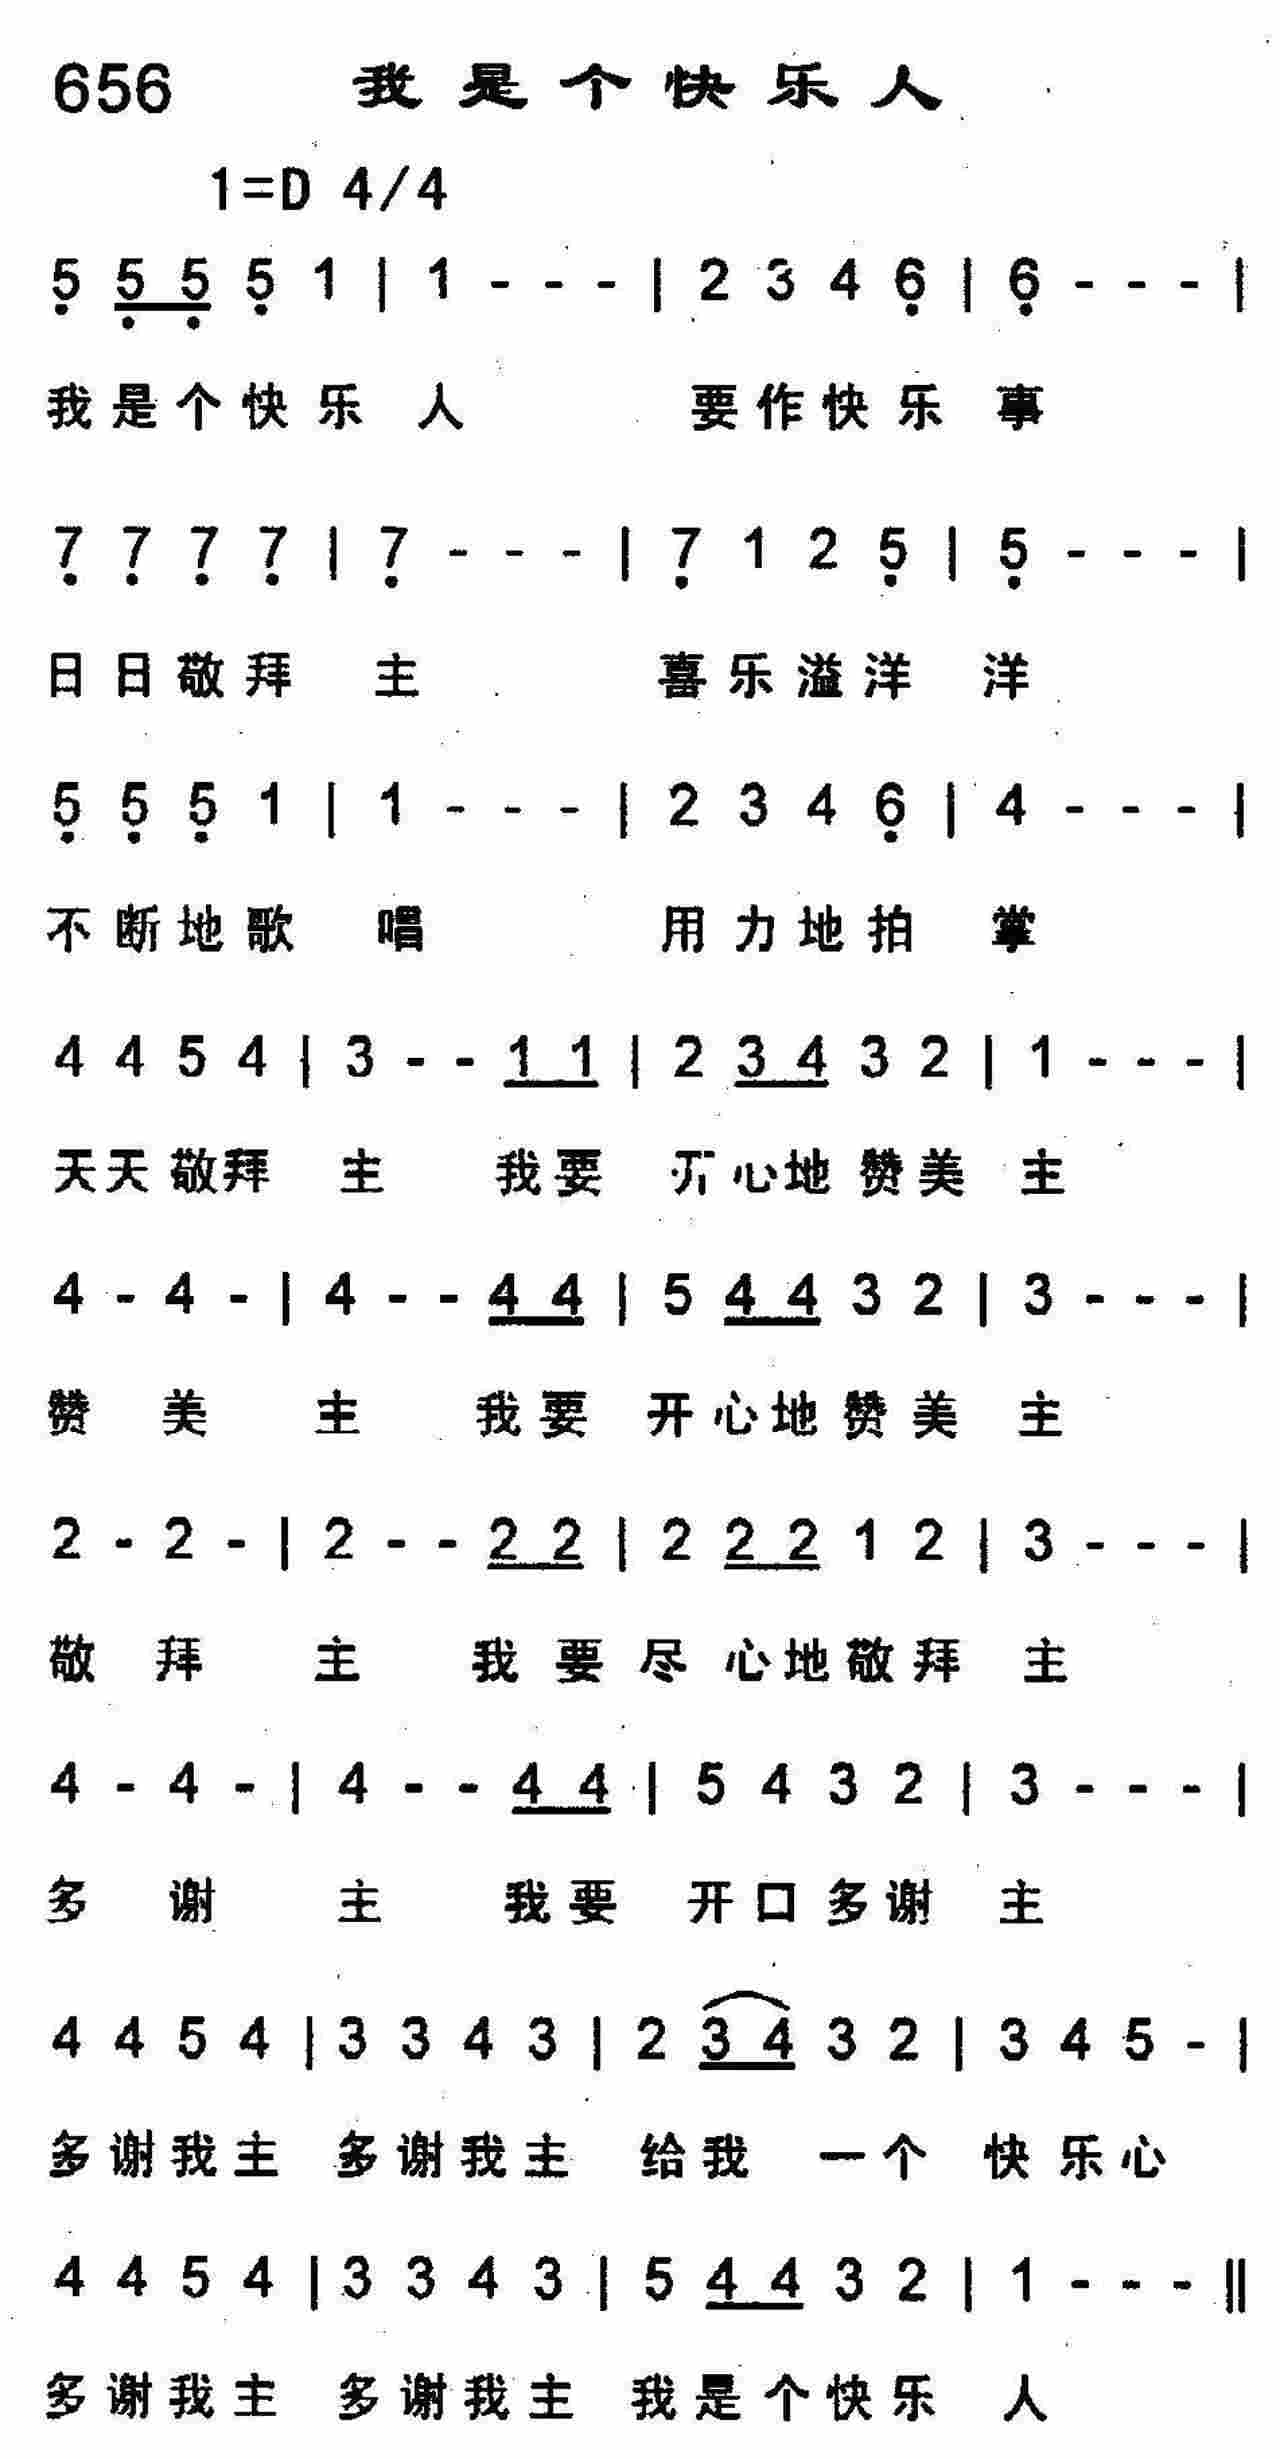 656 我是个快乐人
1=D 4/4
5 5 5 5 1 | 1 - - - | 2 3 4 6 | 6 - - - |
我是个快乐人 要作快乐事
7 7 7 7 | 7 - - - | 7 1 2 5 | 5 - - - |
日日敬拜主 喜乐溢洋洋
5 5 5 1 | 1 - - - | 2 3 4 6 | 4 - - - |
不断地歌唱 用力地拍掌
4 4 5 4 | 3 - - 1 1 | 2 3 4 3 2 | 1 - - - |
天天敬拜主 我要开心地赞美主
4 - 4 - | 4 - - 4 4 | 5 4 4 3 2 | 3 - - - |
赞美主 我要开心地赞美主
2 - 2 - | 2 - - 2 2 | 2 2 2 1 2 | 3 - - - |
敬拜主 我要尽心地敬拜主
4 - 4 - | 4 - - 4 4 | 5 4 3 2 | 3 - - - |
多谢主 我要开口多谢主
4 4 5 4 | 3 3 4 3 | 2 3 4 3 2 | 3 4 5 - |
多谢我主 多谢我主 给我一个快乐心
4 4 5 4 | 3 3 4 3 | 5 4 4 3 2 | 1 - - - ‖
多谢我主 多谢我主 我是个快乐人